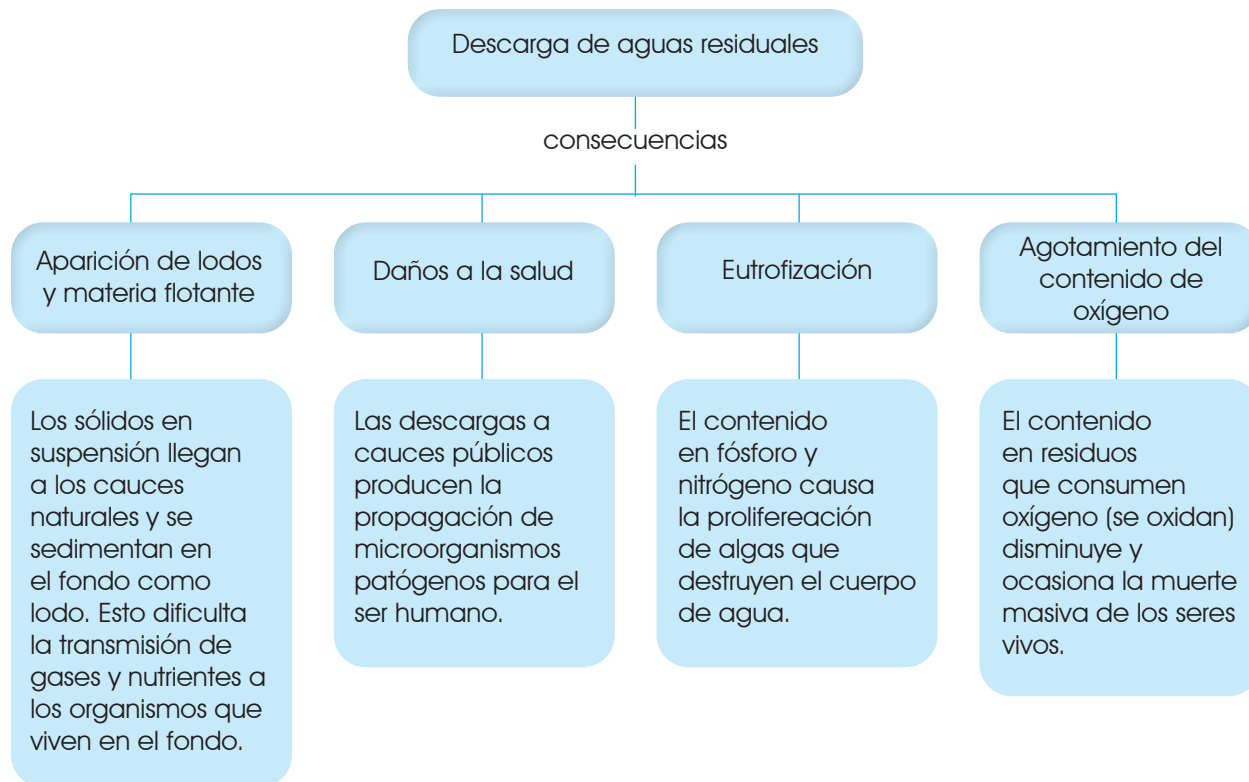 Descarga de aguas residuales
consecuencias
Aparición de lodos
y materia flotante
Daños a la salud
Eutrofización
Agotamiento del
contenido de
oxígeno
Los sólidos en
suspensión llegan
a los cauces
naturales y se
sedimentan en
el fondo como
lodo. Esto dificulta
la transmisión de
gases y nutrientes a
los organismos que
viven en el fondo.
Las descargas a
cauces públicos
producen la
propagación de
microorganismos
patógenos para el
ser humano.
El contenido
en fósforo y
nitrógeno causa
la prolifereación
de algas que
destruyen el cuerpo
de agua.
El contenido
en residuos
que consumen
oxígeno (se oxidan)
disminuye y
ocasiona la muerte
masiva de los seres
vivos.